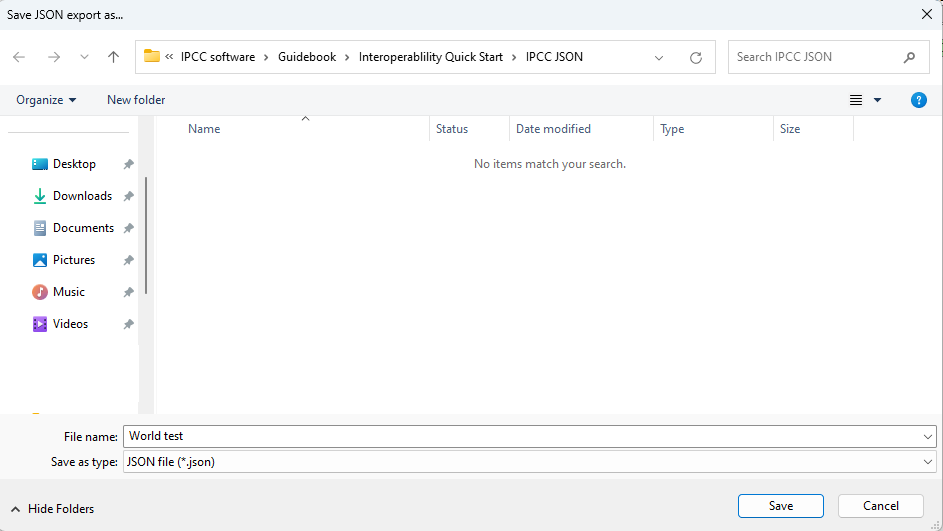 Save JSON export as...
« IPCC software > Guidebook > Interoperablility Quick Start > IPCC JSON
Search IPCC JSON
Organize
New folder
?
Name
Status
Date modified
Type
Size
No items match your search.
Desktop
Downloads
Documents
Pictures
Music
Videos
File name: World test
Save as type: JSON file (*.json)
Hide Folders
Save
Cancel